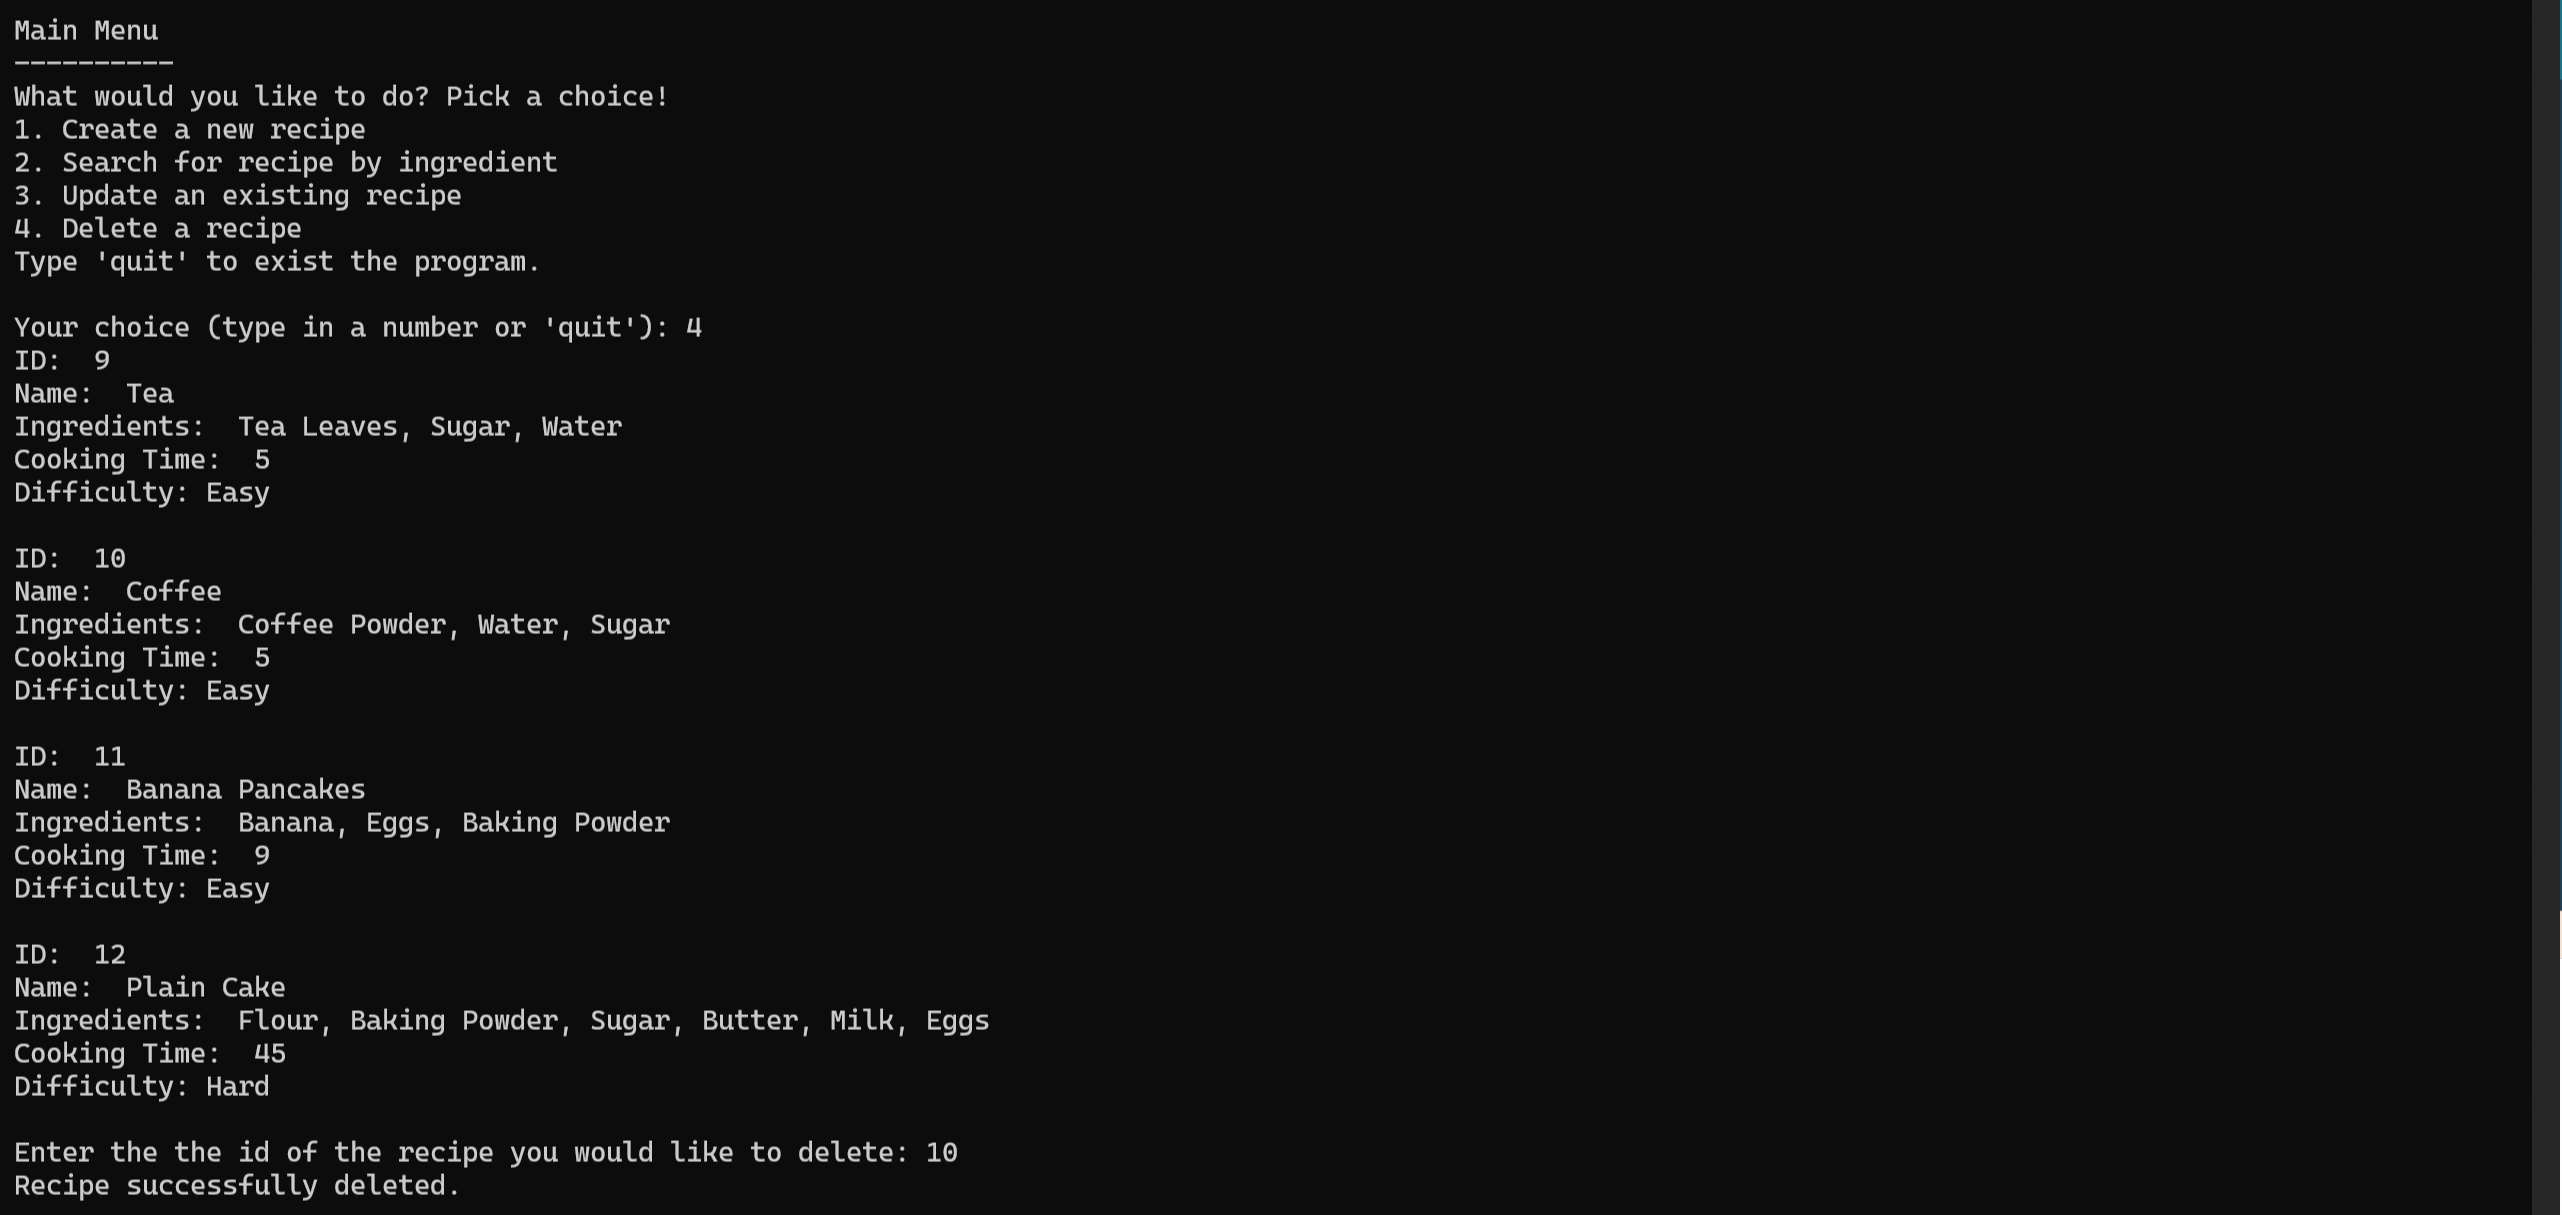 Main Menu
----------
What would you like to do? Pick a choice!
1. Create a new recipe
2. Search for recipe by ingredient
3. Update an existing recipe
4. Delete a recipe
Type 'quit' to exist the program.
Your choice (type in a number or 'quit'): 4
ID:  9
Name:  Tea
Ingredients:  Tea Leaves, Sugar, Water
Cooking Time:  5
Difficulty: Easy
ID:  10
Name:  Coffee
Ingredients:  Coffee Powder, Water, Sugar
Cooking Time:  5
Difficulty: Easy
ID:  11
Name:  Banana Pancakes
Ingredients:  Banana, Eggs, Baking Powder
Cooking Time:  9
Difficulty: Easy
ID:  12
Name:  Plain Cake
Ingredients:  Flour, Baking Powder, Sugar, Butter, Milk, Eggs
Cooking Time:  45
Difficulty: Hard
Enter the the id of the recipe you would like to delete: 10
Recipe successfully deleted.